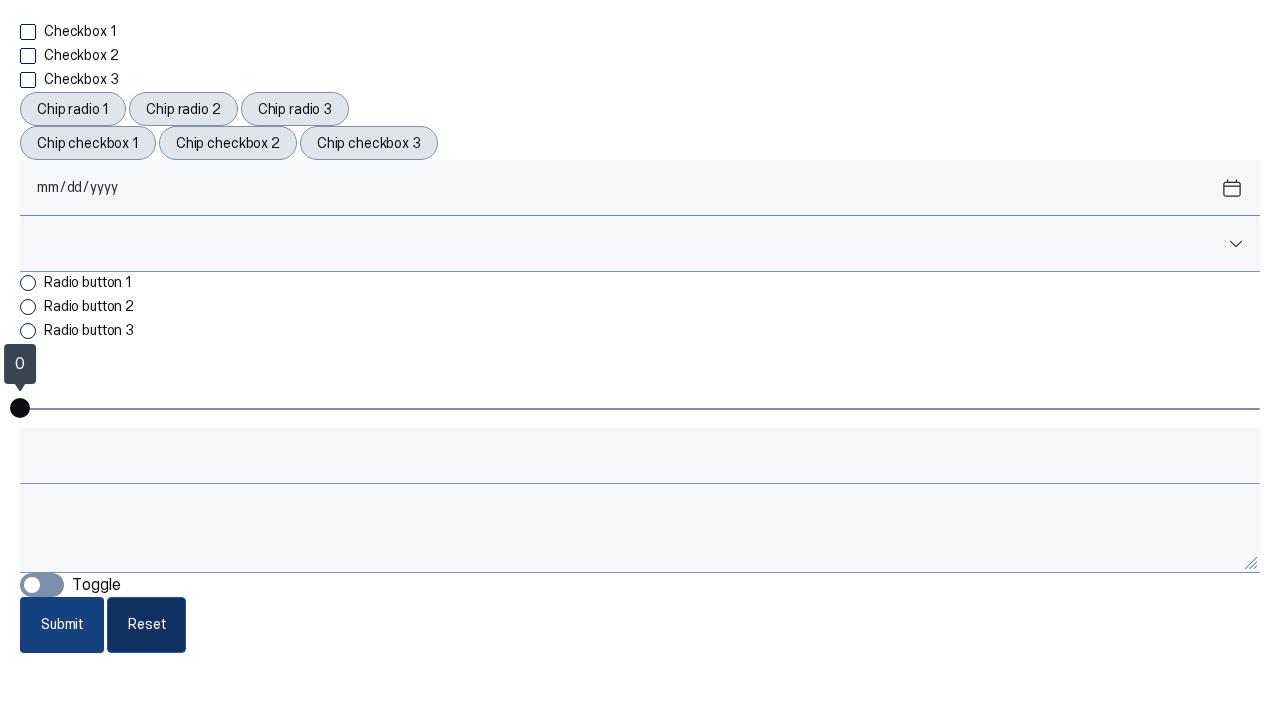 Checkbox 1
Checkbox 2
Checkbox 3
Chip radio 1 Chip radio 2 Chip radio 3
Chip checkbox 1 Chip checkbox 2 Chip checkbox 3
mm/dd/yyyy
Radio button 1
Radio button 2
Radio button 3
0
Toggle
Submit Reset